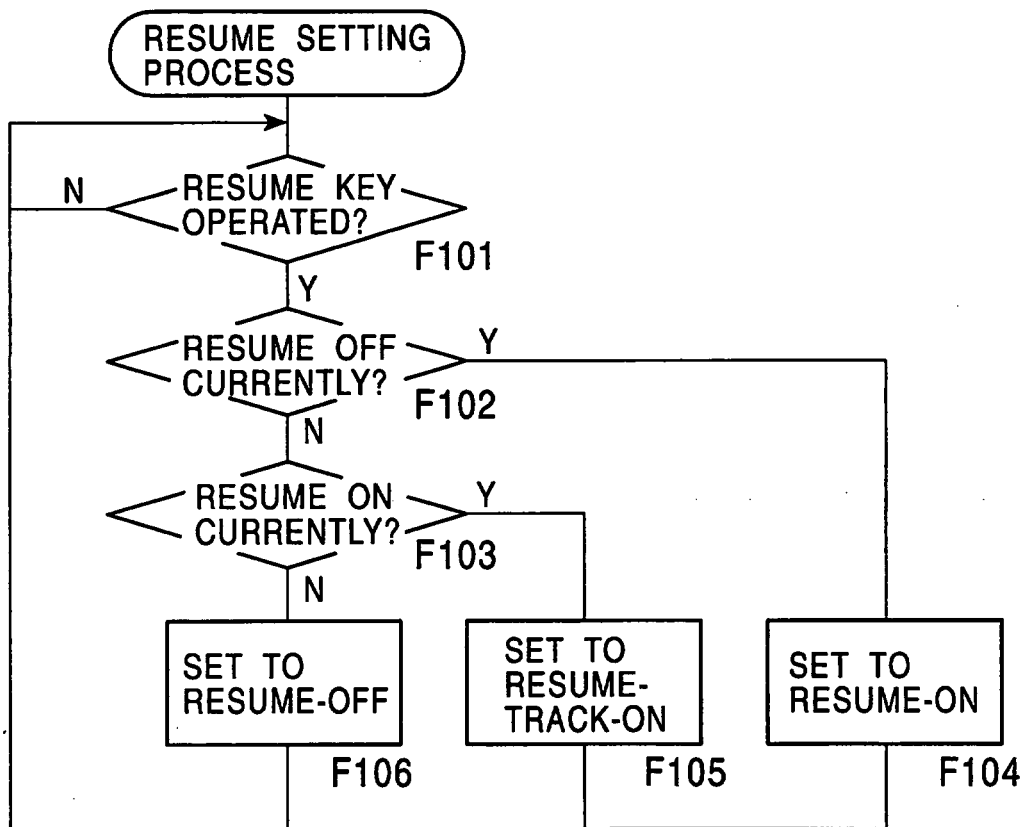 RESUME SETTING
PROCESS
N
RESUME KEY
OPERATED?
F101
Y
RESUME OFF
CURRENTLY?
Y
F102
N
RESUME ON
CURRENTLY?
Y
F103
N
SET TO
RESUME-OFF
F106
SET TO
RESUME-
TRACK-ON
F105
SET TO
RESUME-ON
F104